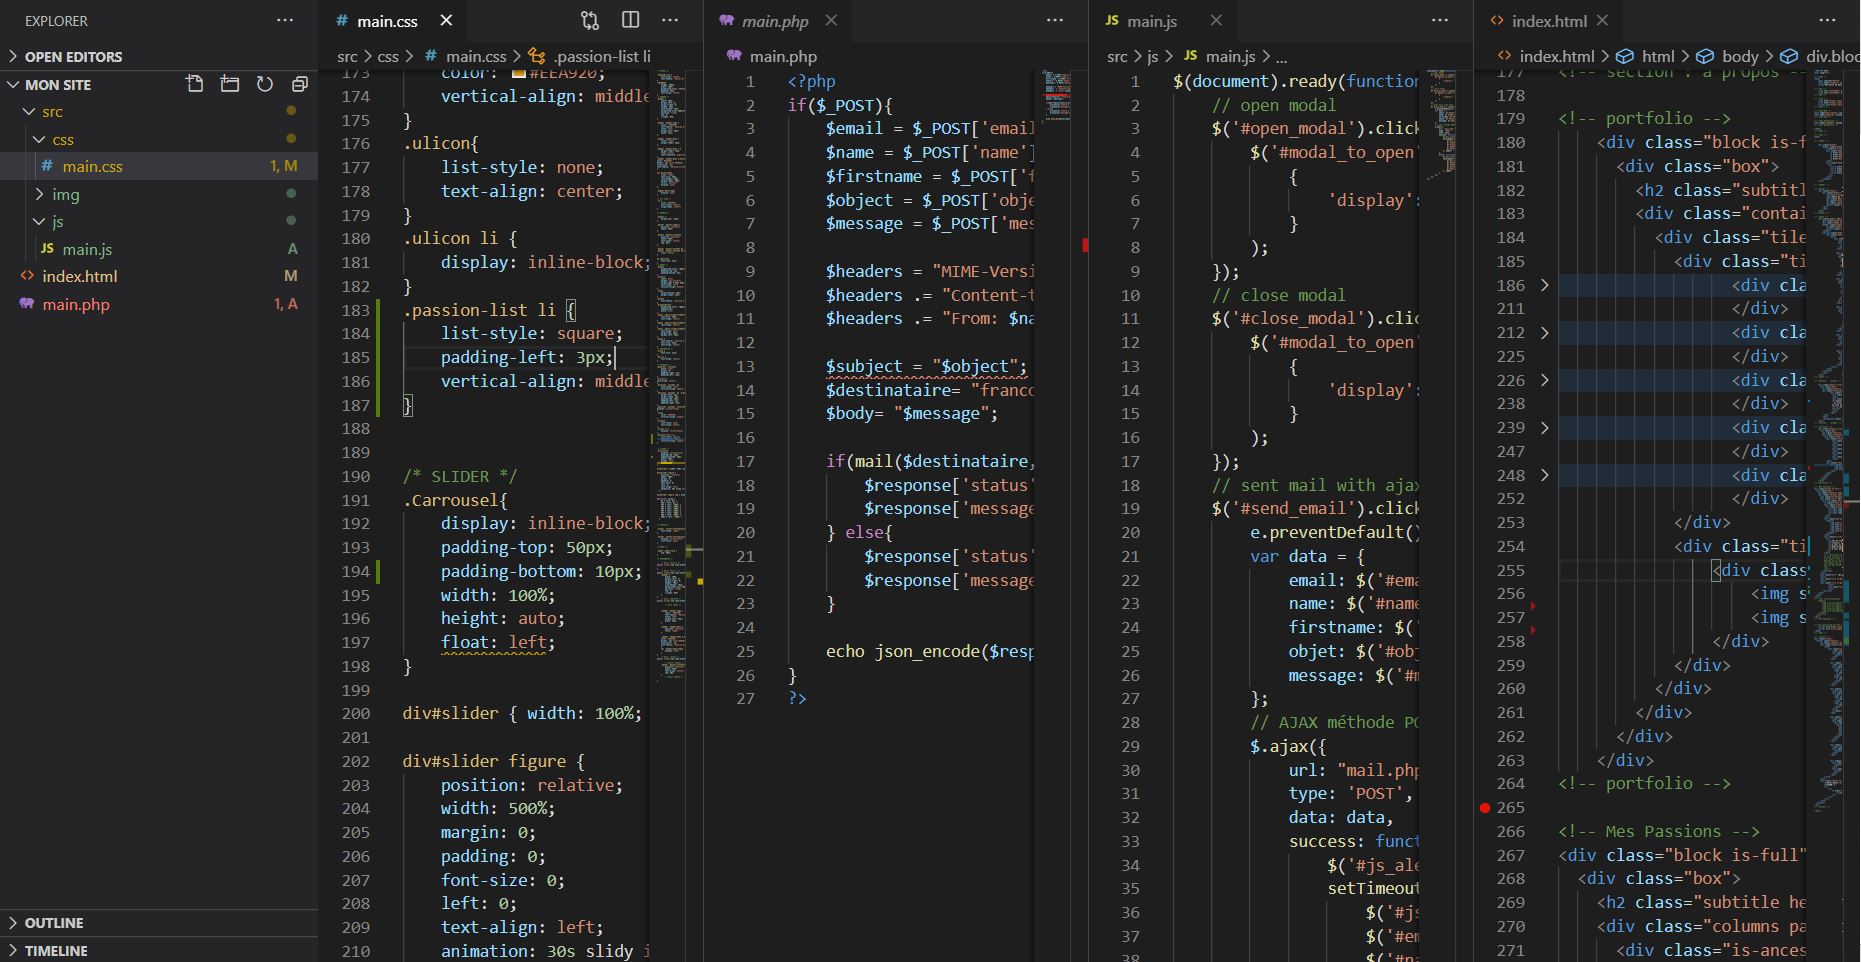 EXPLORER
OPEN EDITORS
MON SITE
src
css
# main.css 1, M
img
js
JS main.js A
<> index.html M
main.php 1, A
OUTLINE
TIMELINE
# main.css
src > css > # main.css > .passion-list li
173 color: #EEA920;
174 vertical-align: middle
175 }
176 .ulicon{
177 list-style: none;
178 text-align: center;
179 }
180 .ulicon li {
181 display: inline-block;
182 }
183 .passion-list li {
184 list-style: square;
185 padding-left: 3px;
186 vertical-align: middle
187 }
188
189
190 /* SLIDER */
191 .Carrousel{
192 display: inline-block;
193 padding-top: 50px;
194 padding-bottom: 10px;
195 width: 100%;
196 height: auto;
197 float: left;
198 }
199
200 div#slider { width: 100%;
201
202 div#slider figure {
203 position: relative;
204 width: 500%;
205 margin: 0;
206 padding: 0;
207 font-size: 0;
208 left: 0;
209 text-align: left;
210 animation: 30s slidy i
main.php
main.php
1 <?php
2 if($_POST){
3 $email = $_POST['email
4 $name = $_POST['name']
5 $firstname = $_POST['f
6 $object = $_POST['obje
7 $message = $_POST['mes
8
9 $headers = "MIME-Versi
10 $headers .= "Content-t
11 $headers .= "From: $na
12
13 $subject = "$object";
14 $destinataire= "franco
15 $body= "$message";
16
17 if(mail($destinataire,
18 $response['status'
19 $response['message
20 } else{
21 $response['status'
22 $response['message
23 }
24
25 echo json_encode($resp
26 }
27 ?>
JS main.js
src > js > JS main.js > ...
1 $(document).ready(function
2 // open modal
3 $('#open_modal').click
4 $('#modal_to_open'
5 {
6 'display':
7 }
8 );
9 });
10 // close modal
11 $('#close_modal').clic
12 $('#modal_to_open'
13 {
14 'display':
15 }
16 );
17 });
18 // sent mail with ajax
19 $('#send_email').click
20 e.preventDefault()
21 var data = {
22 email: $('#ema
23 name: $('#name
24 firstname: $('
25 objet: $('#obj
26 message: $('#m
27 };
28 // AJAX méthode PO
29 $.ajax({
30 url: "mail.php
31 type: 'POST',
32 data: data,
33 success: funct
34 $('#js_ale
35 setTimeout
36 $('#js
37 $('#em
38 $('#na
<> index.html
<> index.html > html > body > div.bloc
177 <!-- section : a propos --
178
179 <!-- portfolio -->
180 <div class="block is-f
181 <div class="box">
182 <h2 class="subtitl
183 <div class="contai
184 <div class="tile
185 <div class="ti
186 <div cla
211 </div>
212 <div cla
225 </div>
226 <div cla
238 </div>
239 <div cla
247 </div>
248 <div cla
252 </div>
253 </div>
254 <div class="ti
255 <div class
256 <img s
257 <img s
258 </div>
259 </div>
260 </div>
261 </div>
262 </div>
263 </div>
264 <!-- portfolio -->
265
266 <!-- Mes Passions -->
267 <div class="block is-full"
268 <div class="box">
269 <h2 class="subtitle he
270 <div class="columns pa
271 <div class="is-ances